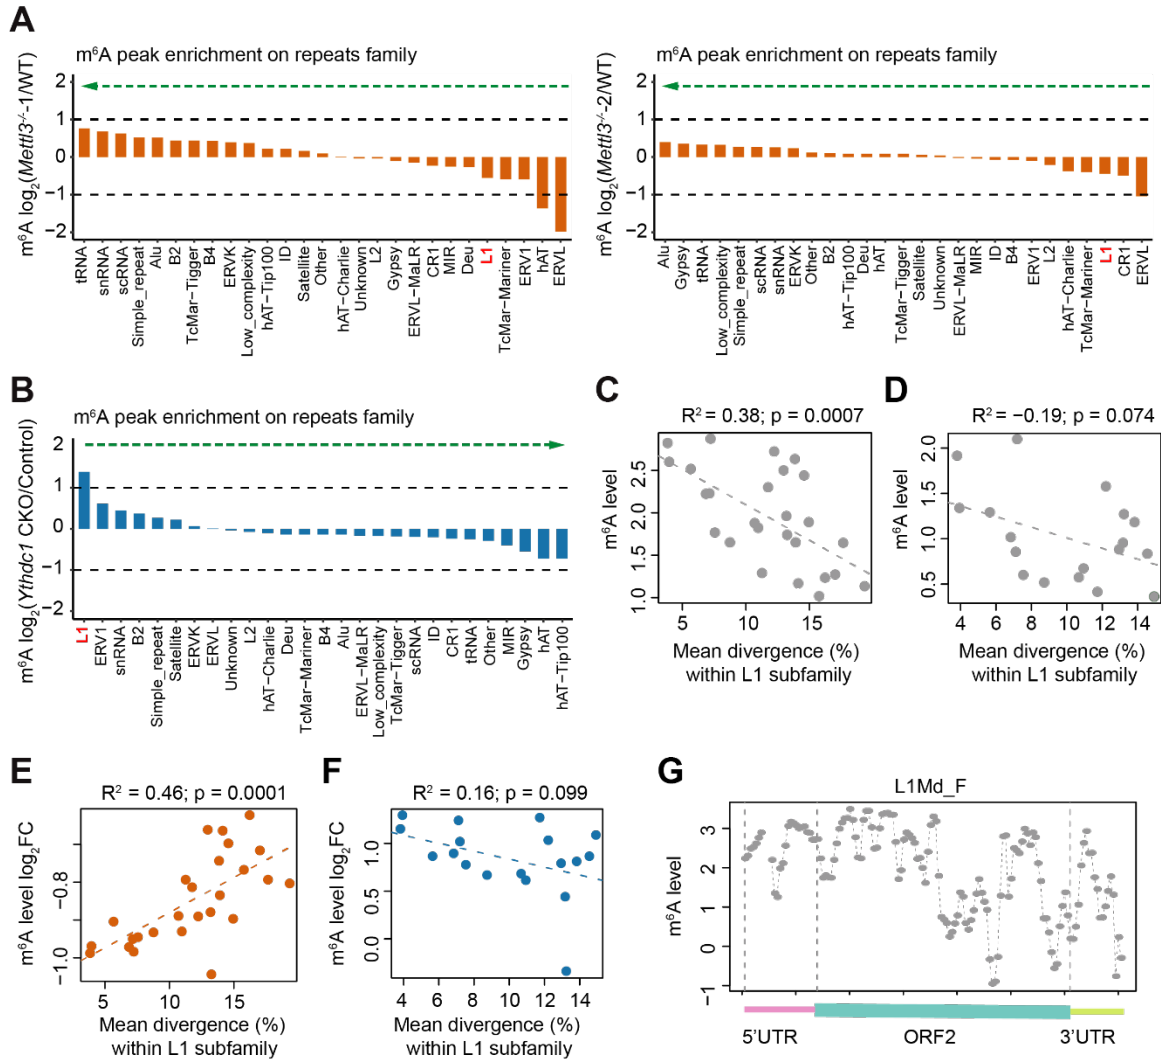 A
m⁶A peak enrichment on repeats family
m⁶A log₂(Mettl3⁻/⁻-1/WT)
2
1
0
−1
−2
tRNA
snRNA
scRNA
Simple_repeat
Alu
B2
TcMar−Tigger
B4
ERVK
Low_complexity
hAT−Tip100
ID
Satellite
Other
hAT−Charlie
Unknown
L2
Gypsy
ERVL−MaLR
CR1
MIR
Deu
L1
TcMar−Mariner
ERV1
hAT
ERVL
m⁶A peak enrichment on repeats family
m⁶A log₂(Mettl3⁻/⁻-2/WT)
2
1
0
−1
−2
Alu
Gypsy
tRNA
Low_complexity
Simple_repeat
scRNA
snRNA
ERVK
Other
B2
hAT−Tip100
Deu
hAT
TcMar−Tigger
Satellite
Unknown
ERVL−MaLR
MIR
ID
B4
ERV1
L2
hAT−Charlie
TcMar−Mariner
L1
CR1
ERVL
B
m⁶A peak enrichment on repeats family
m⁶A log₂(Ythdc1 CKO/Control)
2
1
0
−1
−2
L1
ERV1
snRNA
B2
Simple_repeat
Satellite
ERVK
ERVL
Unknown
L2
hAT−Charlie
Deu
TcMar−Mariner
B4
Alu
ERVL−MaLR
Low_complexity
TcMar−Tigger
scRNA
ID
CR1
tRNA
Other
MIR
Gypsy
hAT
hAT−Tip100
C
R² = 0.38; p = 0.0007
m⁶A level
2.5
2.0
1.5
1.0
5 10 15
Mean divergence (%)
within L1 subfamily
D
R² = −0.19; p = 0.074
m⁶A level
2.0
1.5
1.0
0.5
4 6 8 10 12 14
Mean divergence (%)
within L1 subfamily
E
R² = 0.46; p = 0.0001
m⁶A level log₂FC
−0.8
−1.0
5 10 15
Mean divergence (%)
within L1 subfamily
F
R² = 0.16; p = 0.099
m⁶A level log₂FC
1.0
0.5
0.0
4 6 8 10 12 14
Mean divergence (%)
within L1 subfamily
G
L1Md_F
m⁶A level
3
2
1
0
−1
5'UTR ORF2 3'UTR